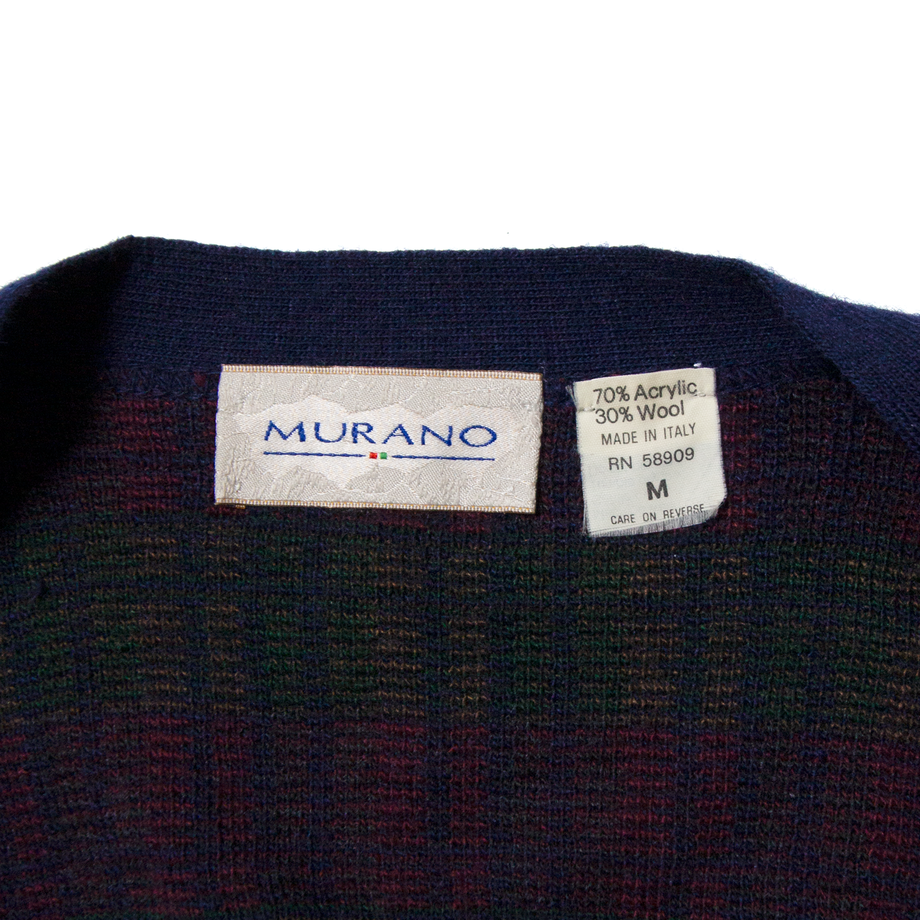 MURANO
70% Acrylic
30% Wool
MADE IN ITALY
RN 58909
M
CARE ON REVERSE